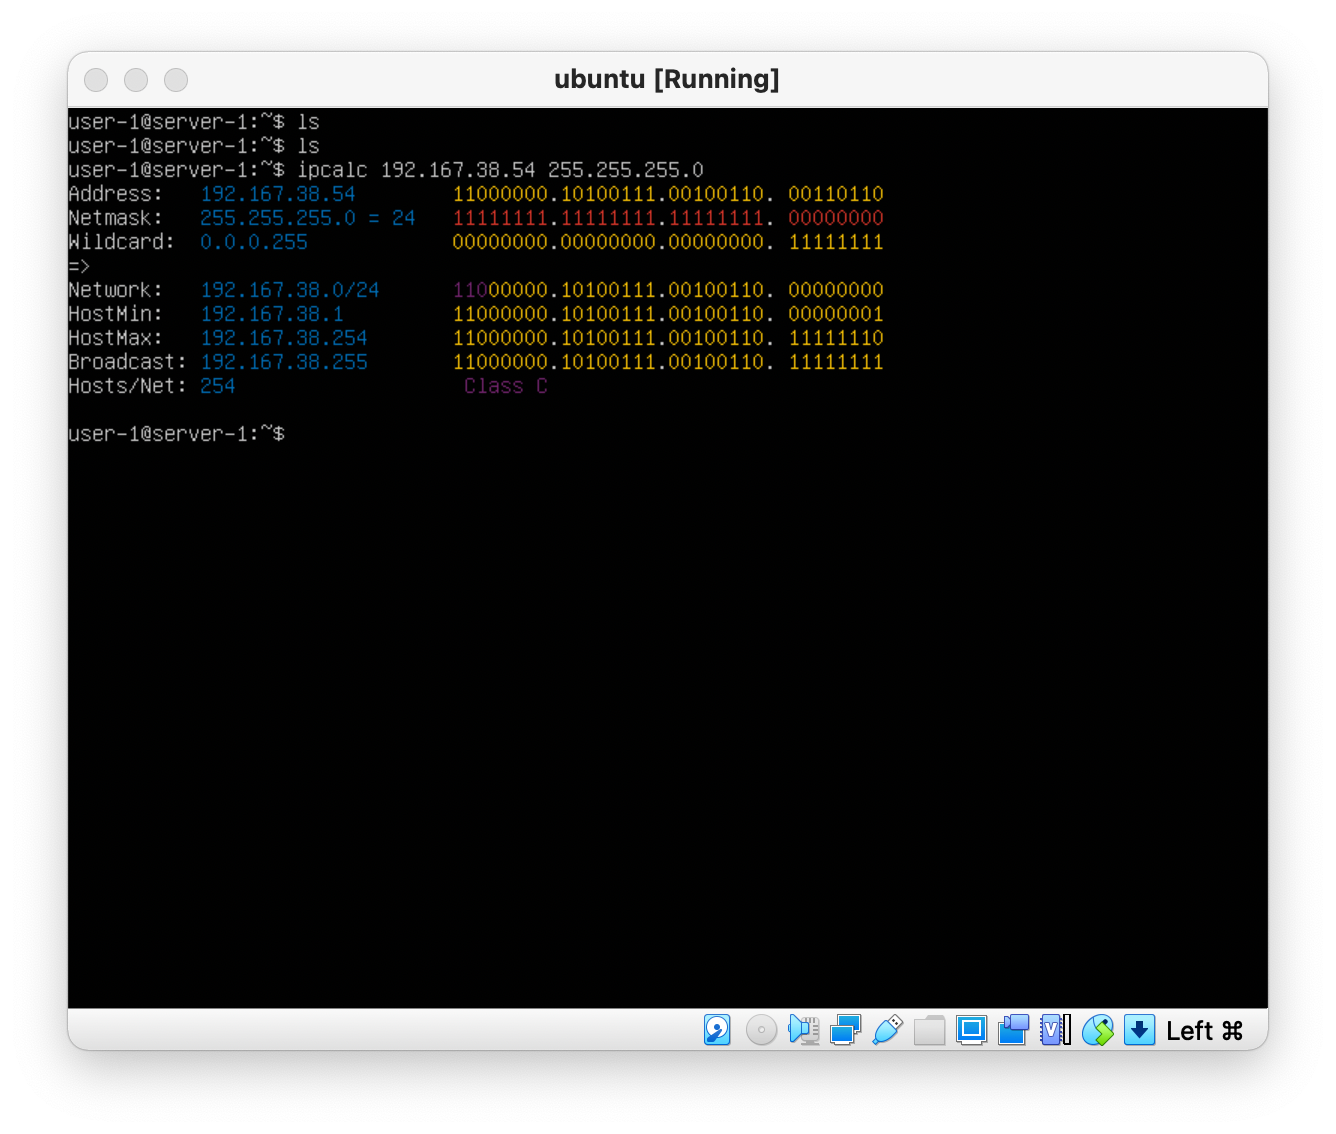 ubuntu [Running]
user-1@server-1:~$ ls
user-1@server-1:~$ ls
user-1@server-1:~$ ipcalc 192.167.38.54 255.255.255.0
Address:   192.167.38.54        11000000.10100111.00100110. 00110110
Netmask:   255.255.255.0 = 24   11111111.11111111.11111111. 00000000
Wildcard:  0.0.0.255            00000000.00000000.00000000. 11111111
=>
Network:   192.167.38.0/24      11000000.10100111.00100110. 00000000
HostMin:   192.167.38.1         11000000.10100111.00100110. 00000001
HostMax:   192.167.38.254       11000000.10100111.00100110. 11111110
Broadcast: 192.167.38.255       11000000.10100111.00100110. 11111111
Hosts/Net: 254                   Class C
user-1@server-1:~$
V
Left ⌘